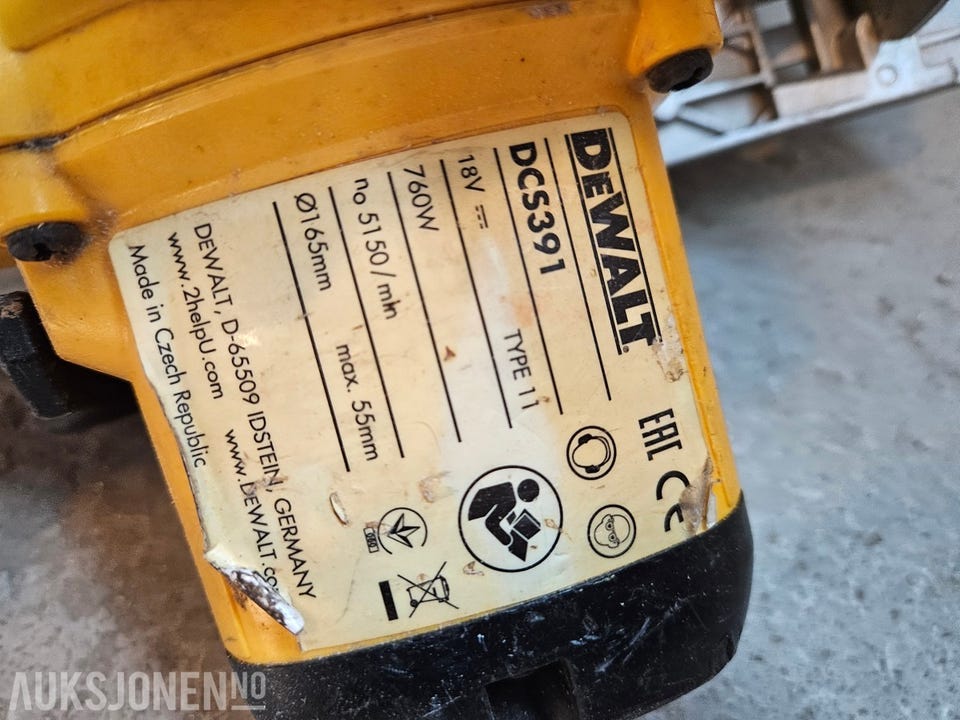 DEWALT
DCS391
TYPE 11
18V
760W
no 5150/min
max. 55mm
Ø165mm
DEWALT, D-65509 IDSTEIN, GERMANY
www.2helpU.com www.DEWALT.co
Made in Czech Republic
EAC CE
AUKSJONEN.NO